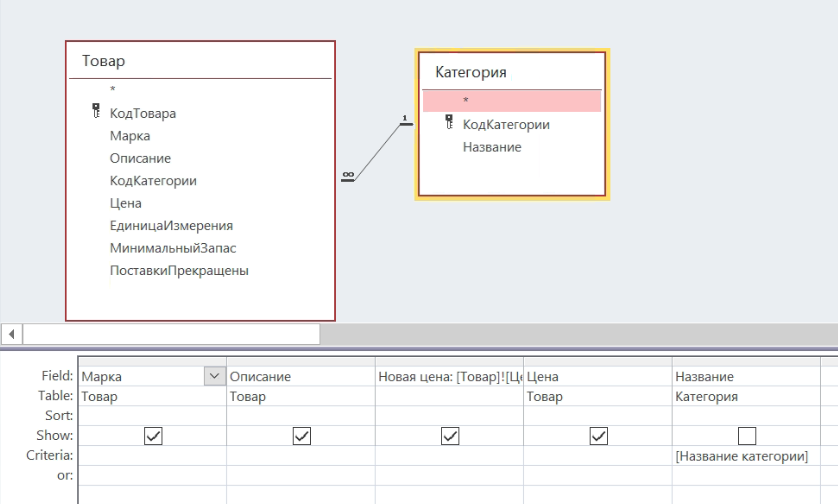 Товар
*
КодТовара
Марка
Описание
КодКатегории
Цена
ЕдиницаИзмерения
МинимальныйЗапас
ПоставкиПрекращены
∞
1
Категория
*
КодКатегории
Название
Field: Марка Описание Новая цена: [Товар]![Це Цена Название
Table: Товар Товар Товар Категория
Sort:
Show:
Criteria: [Название категории]
or: